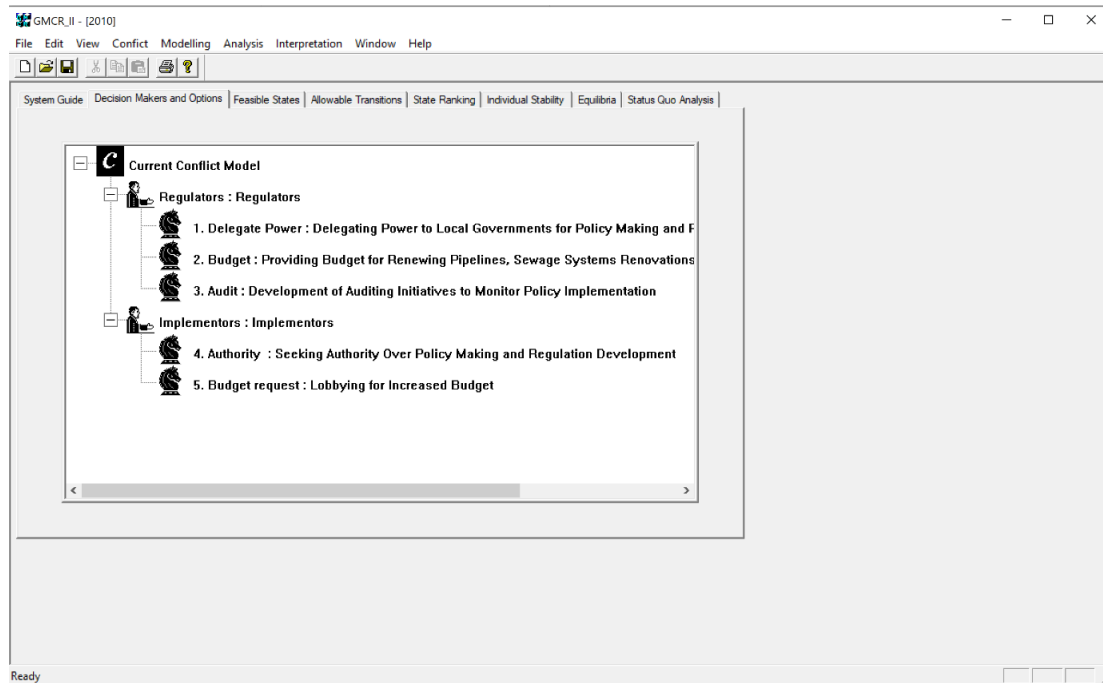 GMCR_II - [2010]
File Edit View Confict Modelling Analysis Interpretation Window Help
System Guide Decision Makers and Options Feasible States Allowable Transitions State Ranking Individual Stability Equilibria Status Quo Analysis
C Current Conflict Model
Regulators : Regulators
1. Delegate Power : Delegating Power to Local Governments for Policy Making and
2. Budget : Providing Budget for Renewing Pipelines, Sewage Systems Renovations
3. Audit : Development of Auditing Initiatives to Monitor Policy Implementation
Implementors : Implementors
4. Authority : Seeking Authority Over Policy Making and Regulation Development
5. Budget request : Lobbying for Increased Budget
Ready